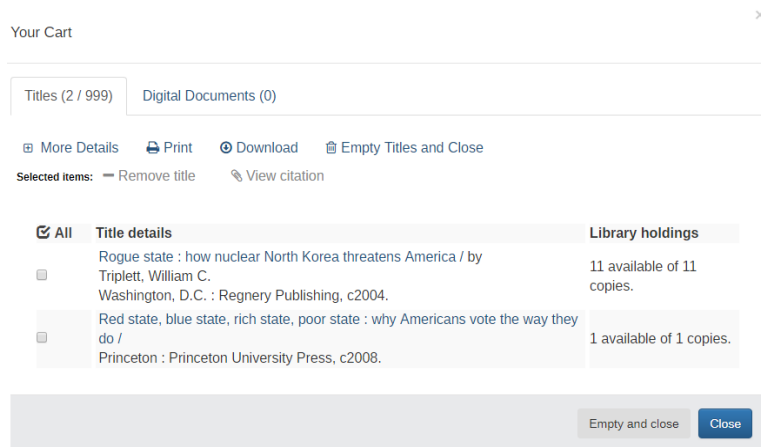 ×
Your Cart
Titles (2 / 999) Digital Documents (0)
More Details Print Download Empty Titles and Close
Selected items: Remove title View citation
All Title details Library holdings
Rogue state : how nuclear North Korea threatens America / by
Triplett, William C.
Washington, D.C. : Regnery Publishing, c2004.
11 available of 11
copies.
Red state, blue state, rich state, poor state : why Americans vote the way they
do /
Princeton : Princeton University Press, c2008.
1 available of 1 copies.
Empty and close Close